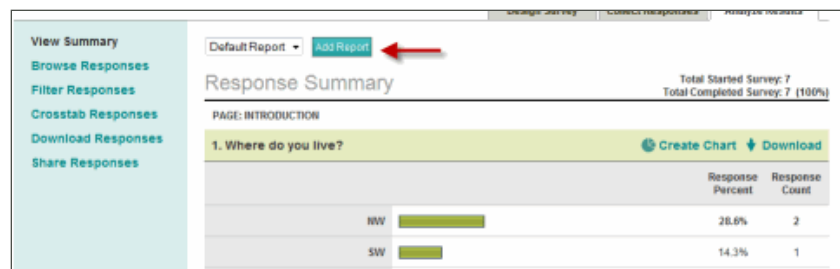 Design Survey Collect Responses Analyze Results
View Summary
Browse Responses
Filter Responses
Crosstab Responses
Download Responses
Share Responses
Default Report Add Report
Response Summary
Total Started Survey: 7
Total Completed Survey: 7 (100%)
PAGE: INTRODUCTION
1. Where do you live? Create Chart Download
Response Percent Response Count
NW 28.6% 2
SW 14.3% 1